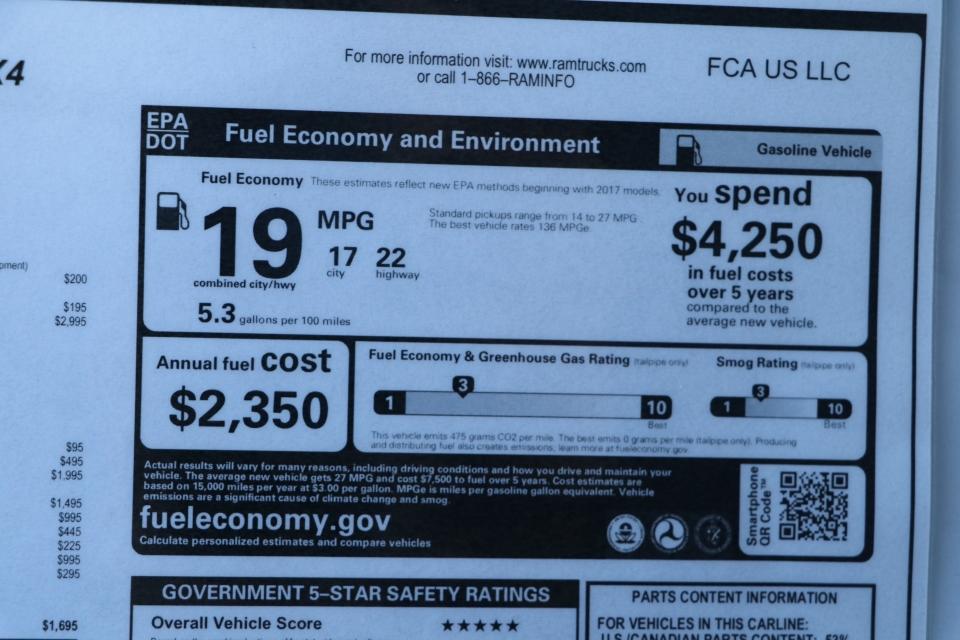 X4
For more information visit: www.ramtrucks.com
or call 1–866–RAMINFO
FCA US LLC
EPA
DOT
Fuel Economy and Environment
Gasoline Vehicle
Fuel Economy These estimates reflect new EPA methods beginning with 2017 models.
19
MPG
17 22
city highway
combined city/hwy
5.3 gallons per 100 miles
Standard pickups range from 14 to 27 MPG.
The best vehicle rates 136 MPGe.
You spend
$4,250
in fuel costs
over 5 years
compared to the
average new vehicle.
Annual fuel cost
$2,350
Fuel Economy & Greenhouse Gas Rating (tailpipe only)
3
1 10
Best
Smog Rating (tailpipe only)
3
1 10
Best
This vehicle emits 475 grams CO2 per mile. The best emits 0 grams per mile (tailpipe only). Producing
and distributing fuel also creates emissions; learn more at fueleconomy.gov.
Actual results will vary for many reasons, including driving conditions and how you drive and maintain your
vehicle. The average new vehicle gets 27 MPG and cost $7,500 to fuel over 5 years. Cost estimates are
based on 15,000 miles per year at $3.00 per gallon. MPGe is miles per gasoline gallon equivalent. Vehicle
emissions are a significant cause of climate change and smog.
fueleconomy.gov
Calculate personalized estimates and compare vehicles
Smartphone
QR Code™
pment)
$200
$195
$2,995
$95
$495
$1,995
$1,495
$995
$445
$225
$995
$295
$1,695
GOVERNMENT 5–STAR SAFETY RATINGS
Overall Vehicle Score ★★★★★
PARTS CONTENT INFORMATION
FOR VEHICLES IN THIS CARLINE:
U.S./CANADIAN PARTS CONTENT: 52%